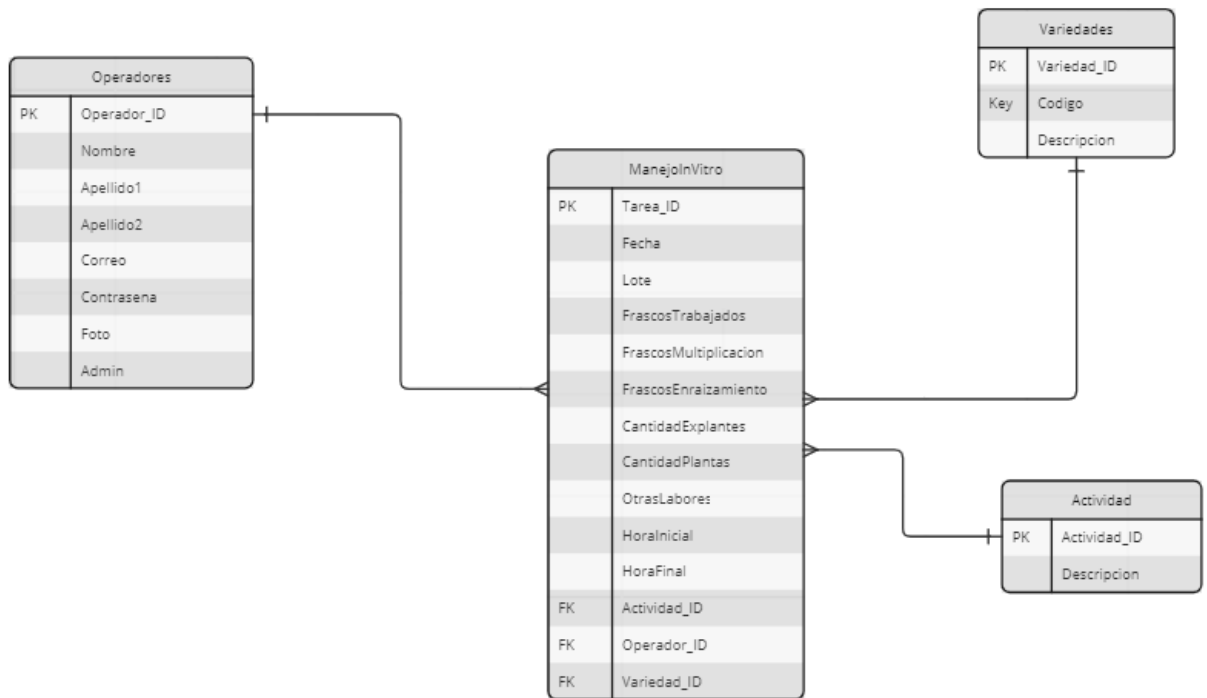 Operadores
PK Operador_ID
Nombre
Apellido1
Apellido2
Correo
Contrasena
Foto
Admin
ManejoInVitro
PK Tarea_ID
Fecha
Lote
FrascosTrabajados
FrascosMultiplicacion
FrascosEnraizamiento
CantidadExplantes
CantidadPlantas
OtrasLabores
HoraInicial
HoraFinal
FK Actividad_ID
FK Operador_ID
FK Variedad_ID
Variedades
PK Variedad_ID
Key Codigo
Descripcion
Actividad
PK Actividad_ID
Descripcion